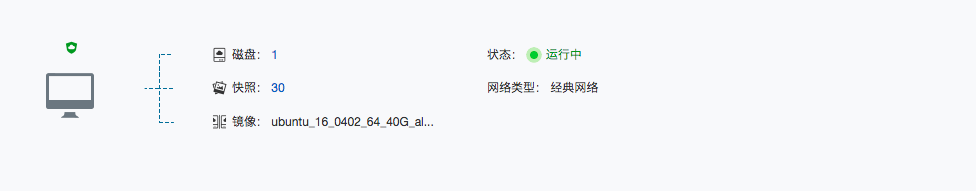 磁盘： 1 状态： 运行中
快照： 30 网络类型： 经典网络
镜像： ubuntu_16_0402_64_40G_al...